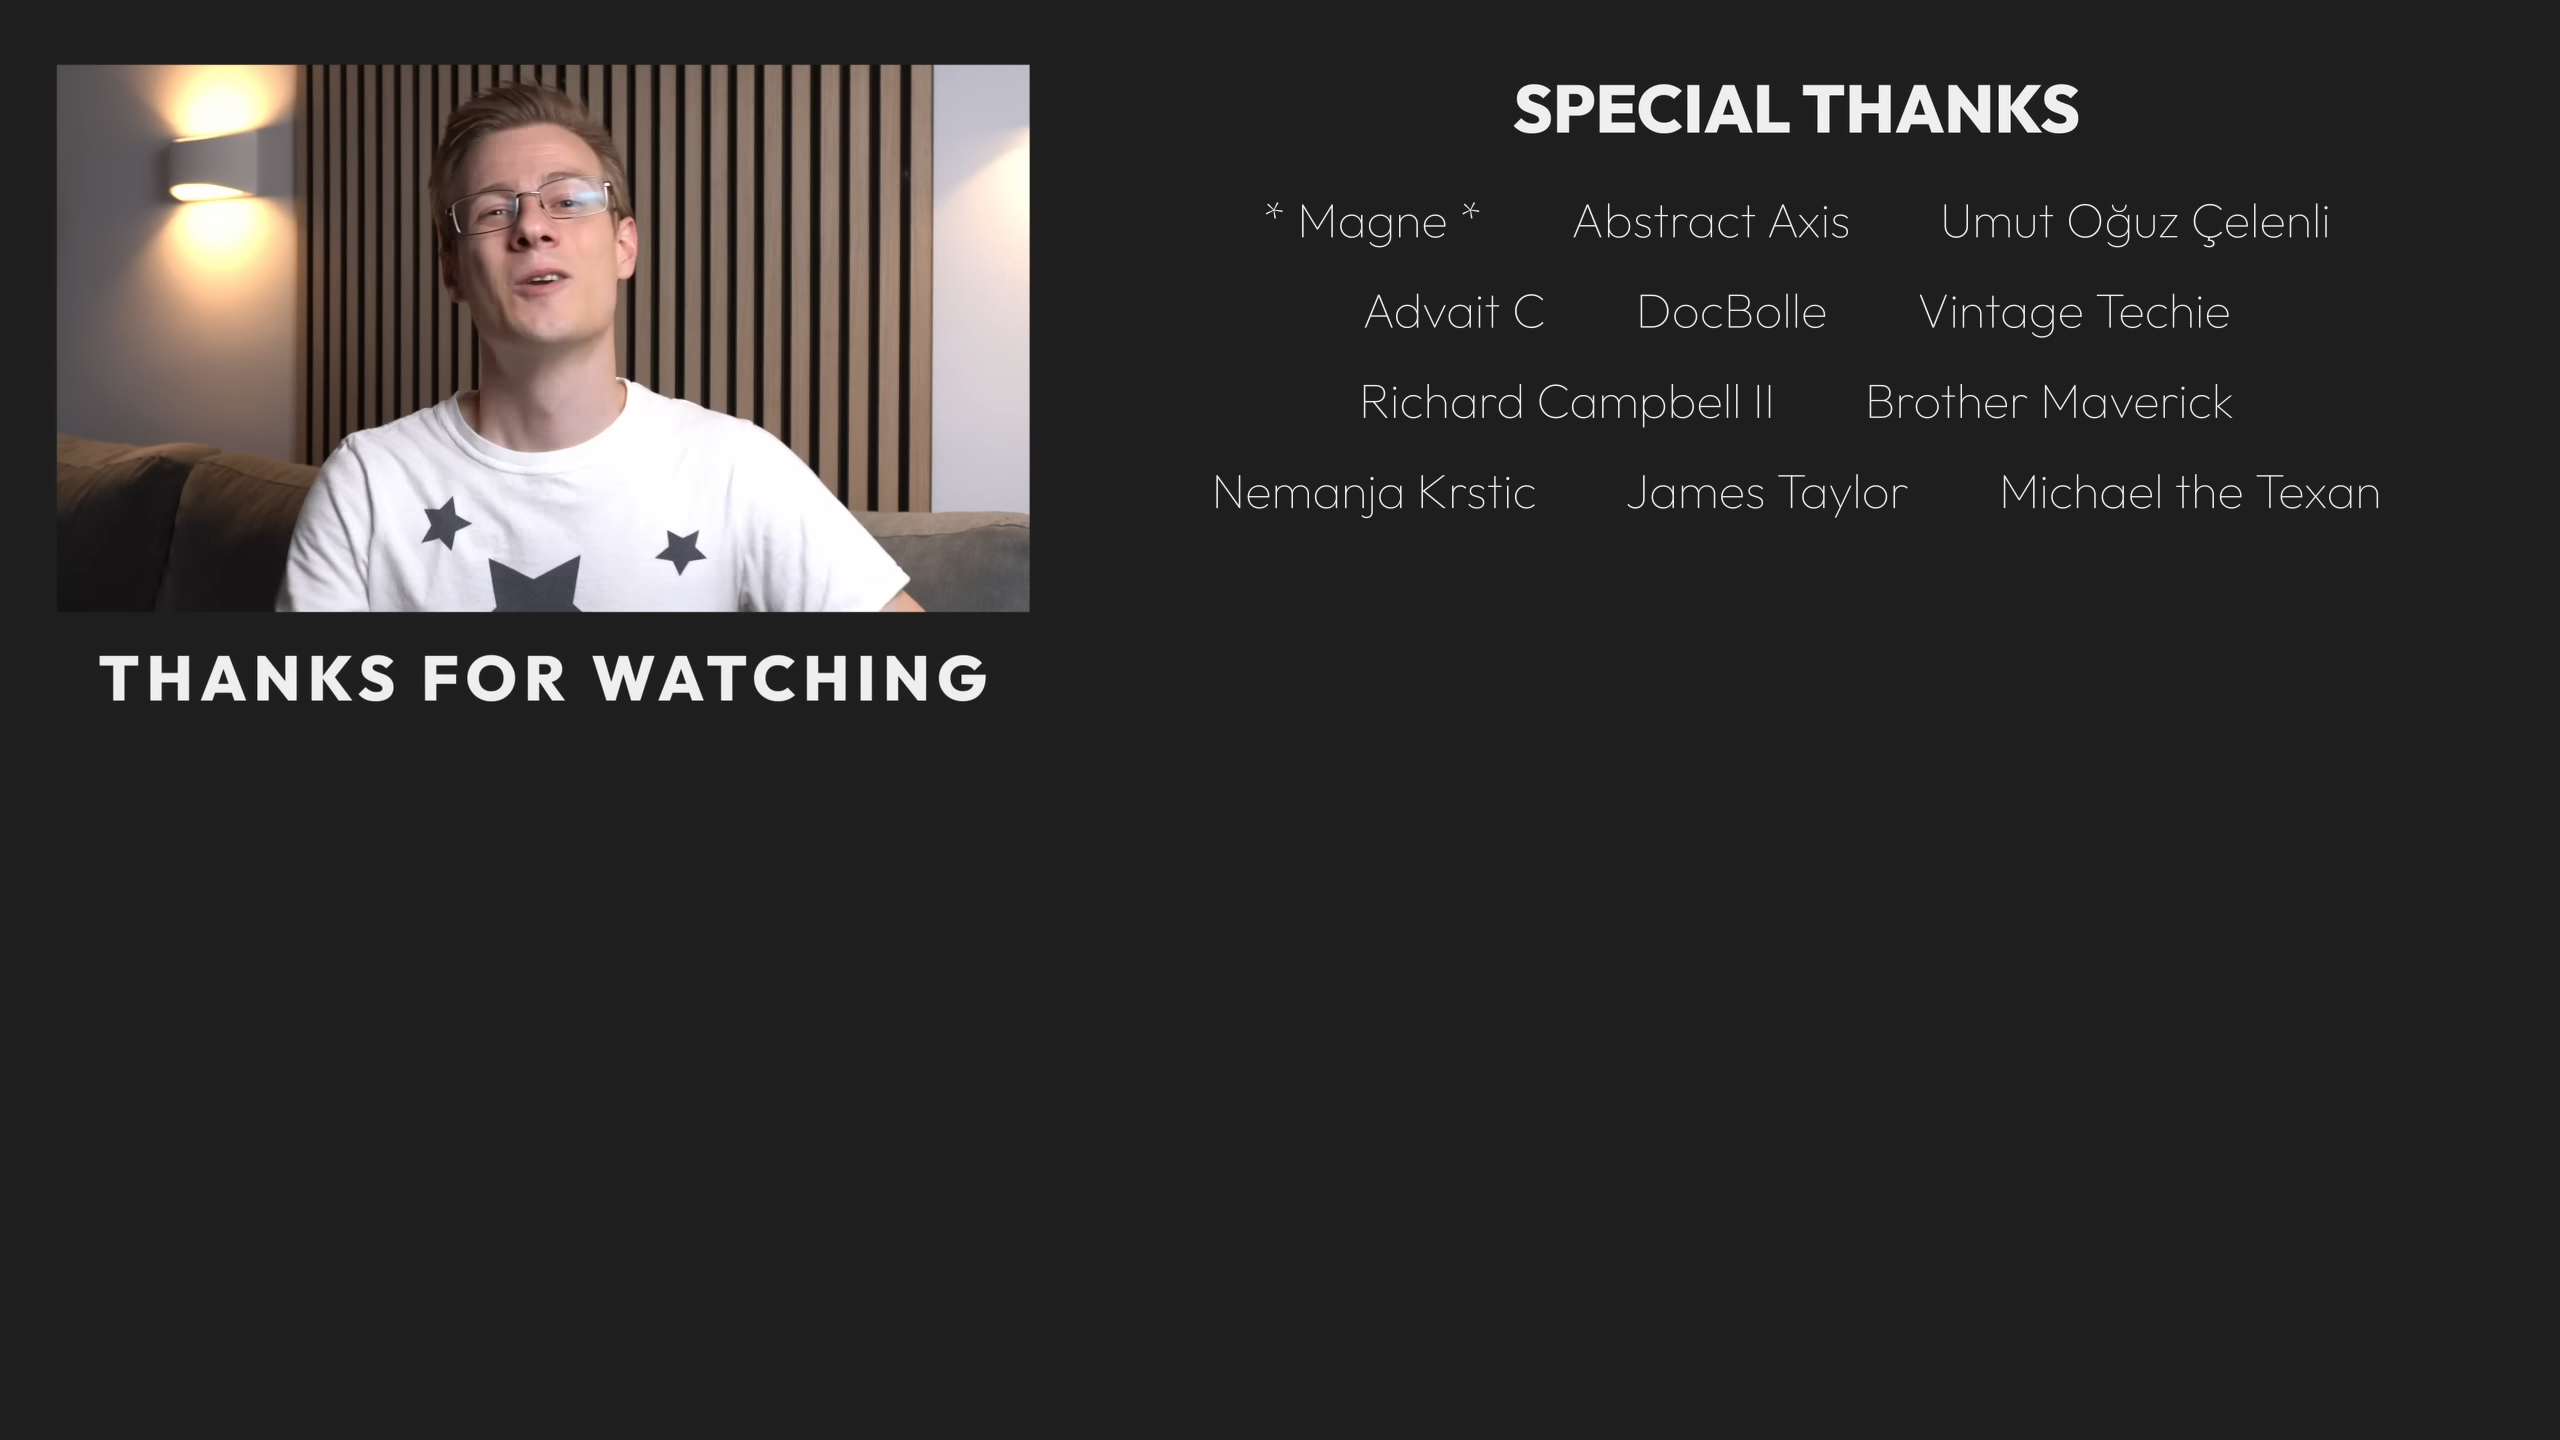 SPECIAL THANKS
* Magne * Abstract Axis Umut Oğuz Çelenli
Advait C DocBolle Vintage Techie
Richard Campbell II Brother Maverick
Nemanja Krstic James Taylor Michael the Texan
THANKS FOR WATCHING